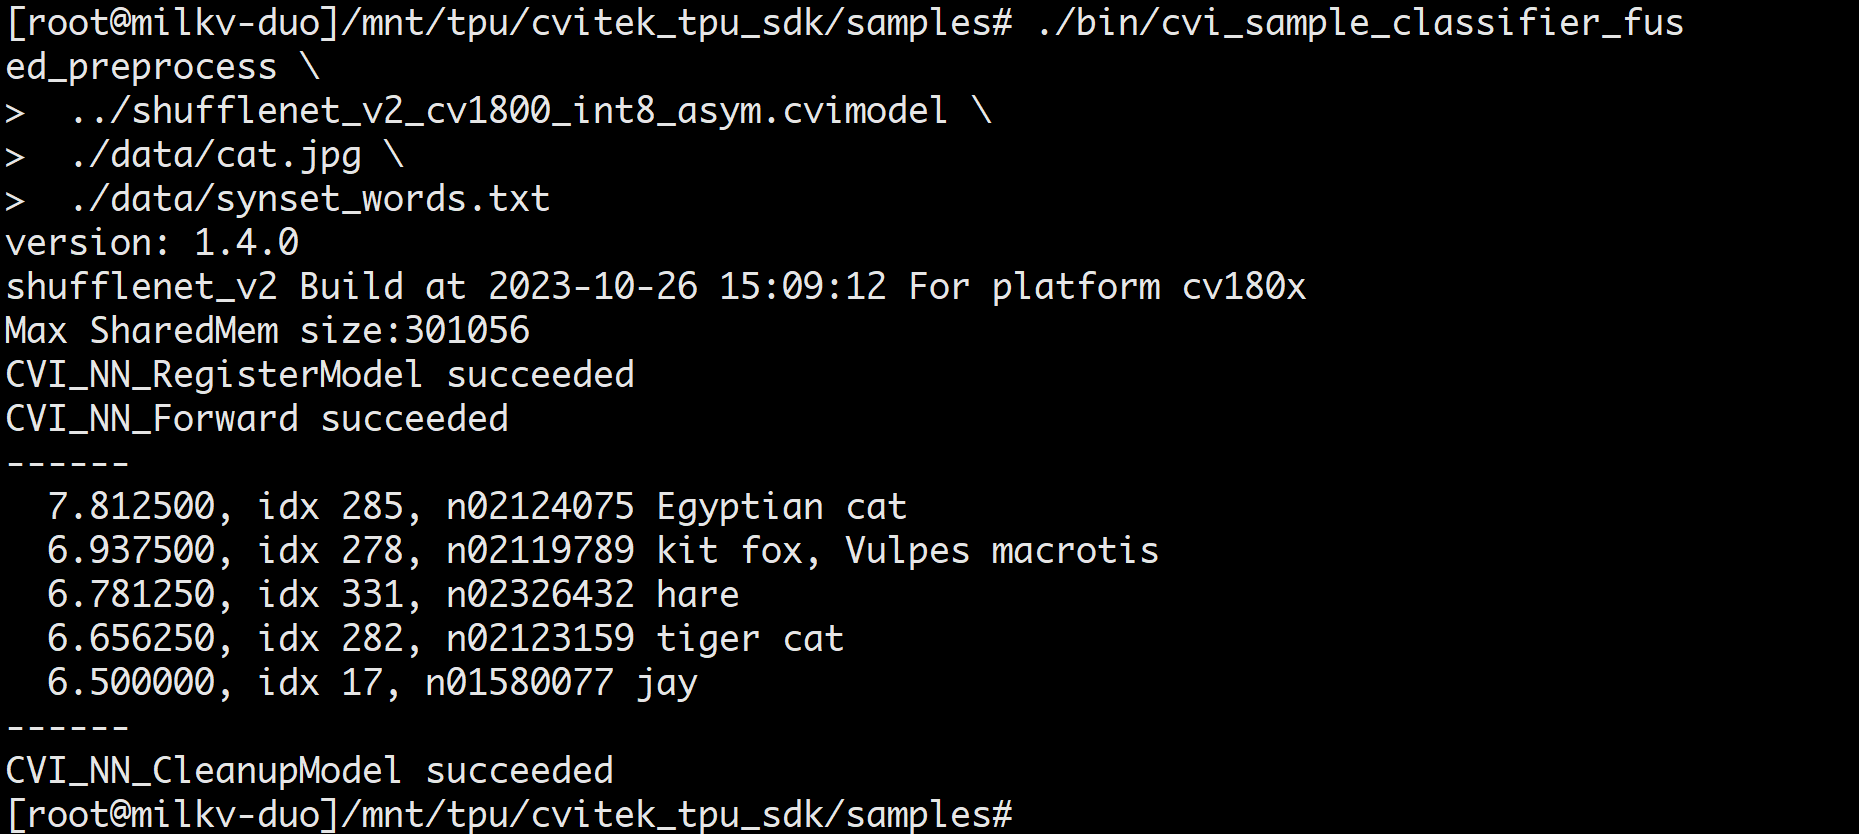 [root@milkv-duo]/mnt/tpu/cvitek_tpu_sdk/samples# ./bin/cvi_sample_classifier_fus
ed_preprocess \
>  ../shufflenet_v2_cv1800_int8_asym.cvimodel \
>  ./data/cat.jpg \
>  ./data/synset_words.txt
version: 1.4.0
shufflenet_v2 Build at 2023-10-26 15:09:12 For platform cv180x
Max SharedMem size:301056
CVI_NN_RegisterModel succeeded
CVI_NN_Forward succeeded
------
  7.812500, idx 285, n02124075 Egyptian cat
  6.937500, idx 278, n02119789 kit fox, Vulpes macrotis
  6.781250, idx 331, n02326432 hare
  6.656250, idx 282, n02123159 tiger cat
  6.500000, idx 17, n01580077 jay
------
CVI_NN_CleanupModel succeeded
[root@milkv-duo]/mnt/tpu/cvitek_tpu_sdk/samples#